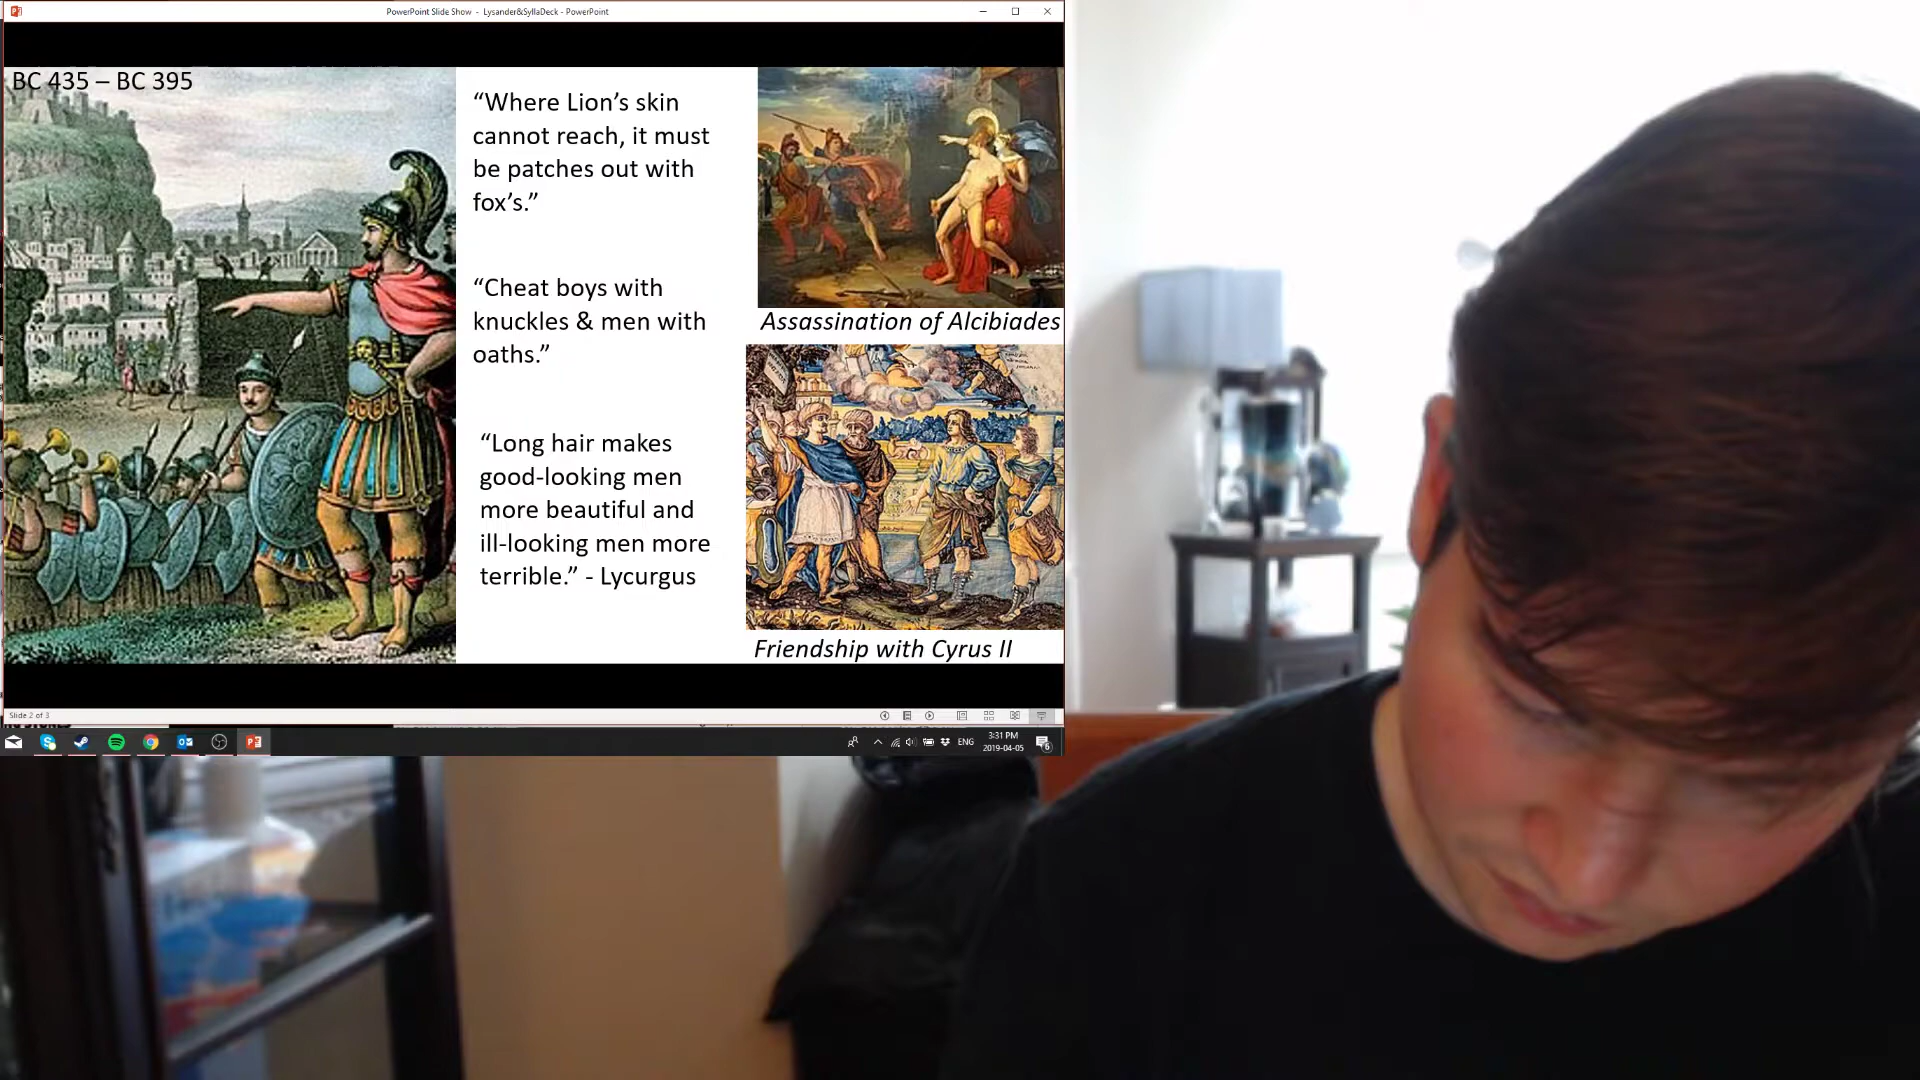 PowerPoint Slide Show - Lysander&SyllaDeck - PowerPoint
BC 435 – BC 395
“Where Lion’s skin
cannot reach, it must
be patches out with
fox’s.”
“Cheat boys with
knuckles & men with
oaths.”
“Long hair makes
good-looking men
more beautiful and
ill-looking men more
terrible.” - Lycurgus
Assassination of Alcibiades
Friendship with Cyrus II
Slide 2 of 3
ENG
3:31 PM
2019-04-05